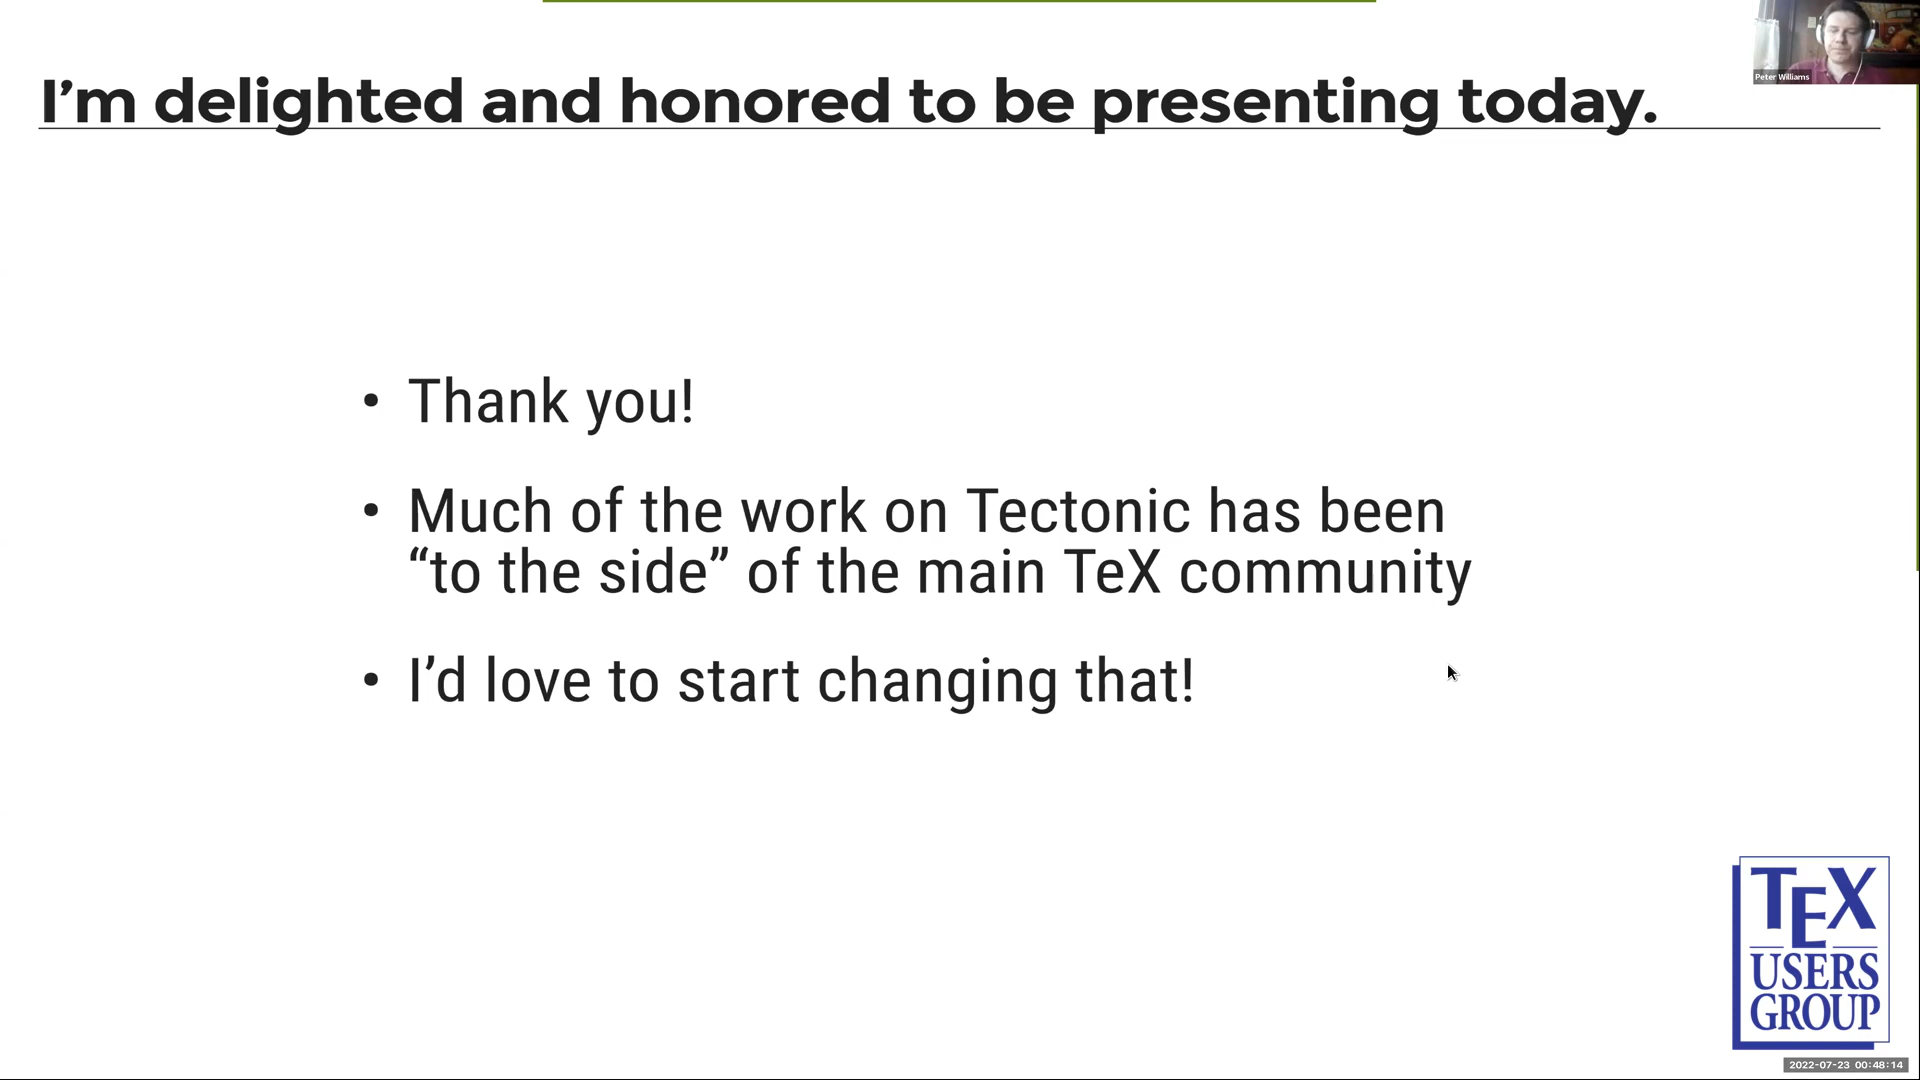 Peter Williams
I’m delighted and honored to be presenting today.
• Thank you!
• Much of the work on Tectonic has been
“to the side” of the main TeX community
• I’d love to start changing that!
TEX
USERS
GROUP
2022-07-23 00:48:14